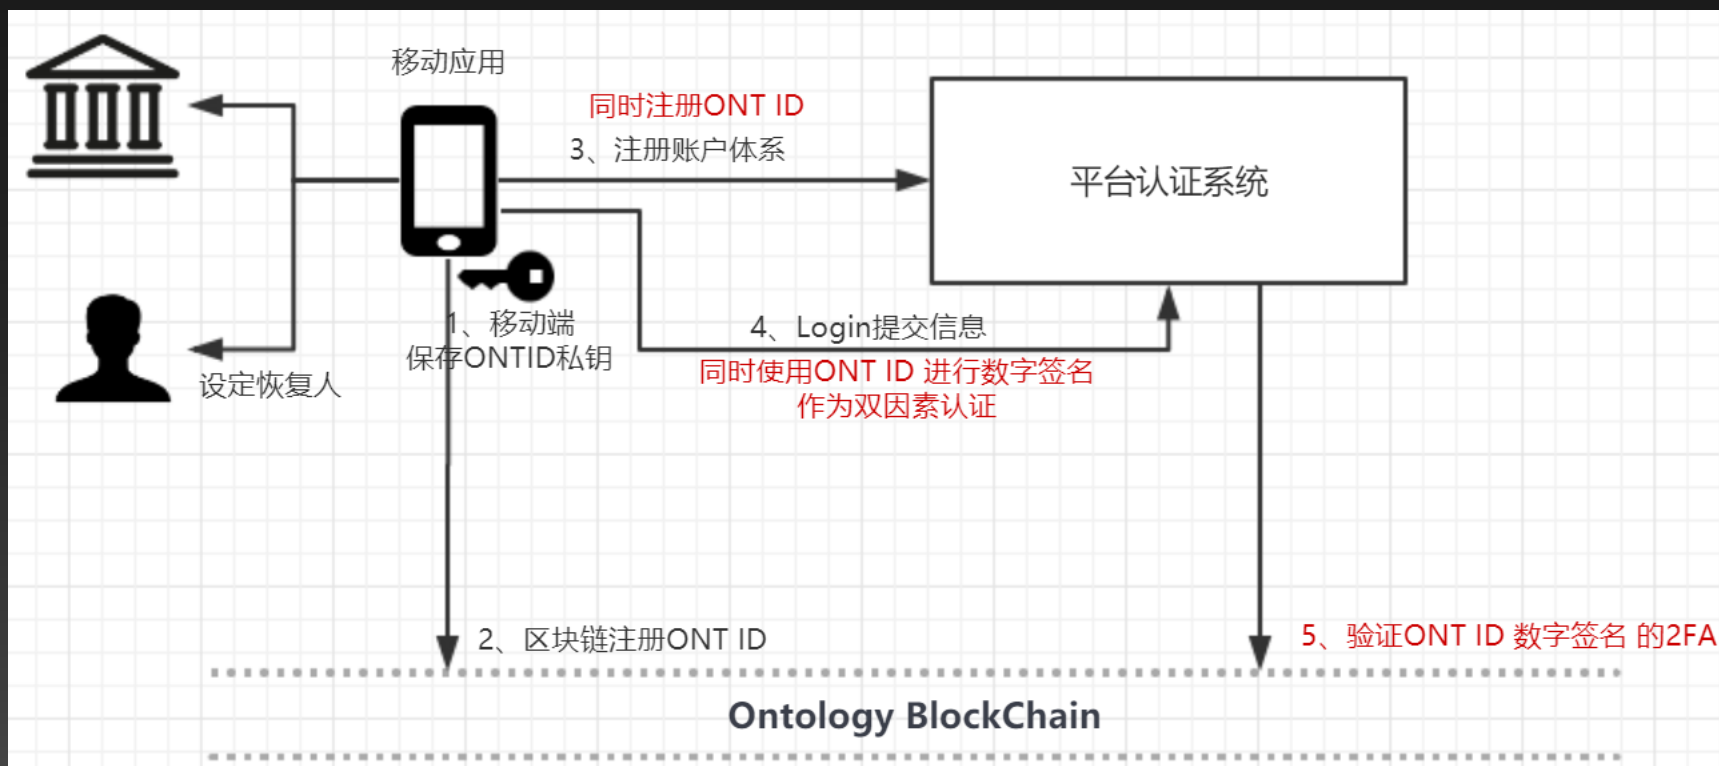 移动应用
同时注册ONT ID
3、注册账户体系
平台认证系统
1、移动端
保存ONTID私钥
4、Login提交信息
同时使用ONT ID 进行数字签名
作为双因素认证
设定恢复人
2、区块链注册ONT ID
5、验证ONT ID 数字签名 的2FA
Ontology BlockChain